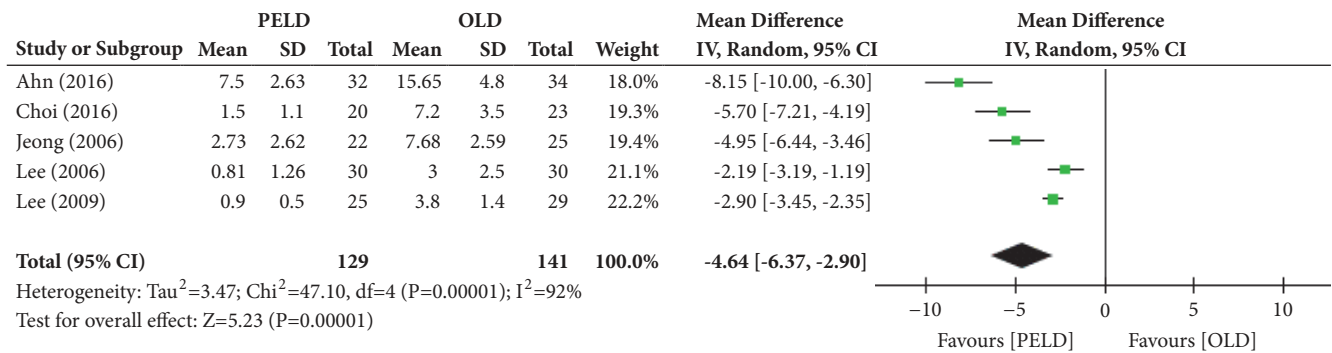 PELD OLD Mean Difference Mean Difference
Study or Subgroup Mean SD Total Mean SD Total Weight IV, Random, 95% CI IV, Random, 95% CI
Ahn (2016) 7.5 2.63 32 15.65 4.8 34 18.0% -8.15 [-10.00, -6.30]
Choi (2016) 1.5 1.1 20 7.2 3.5 23 19.3% -5.70 [-7.21, -4.19]
Jeong (2006) 2.73 2.62 22 7.68 2.59 25 19.4% -4.95 [-6.44, -3.46]
Lee (2006) 0.81 1.26 30 3 2.5 30 21.1% -2.19 [-3.19, -1.19]
Lee (2009) 0.9 0.5 25 3.8 1.4 29 22.2% -2.90 [-3.45, -2.35]
Total (95% CI) 129 141 100.0% -4.64 [-6.37, -2.90]
Heterogeneity: Tau²=3.47; Chi²=47.10, df=4 (P=0.00001); I²=92%
Test for overall effect: Z=5.23 (P=0.00001)
−10 −5 0 5 10
Favours [PELD] Favours [OLD]